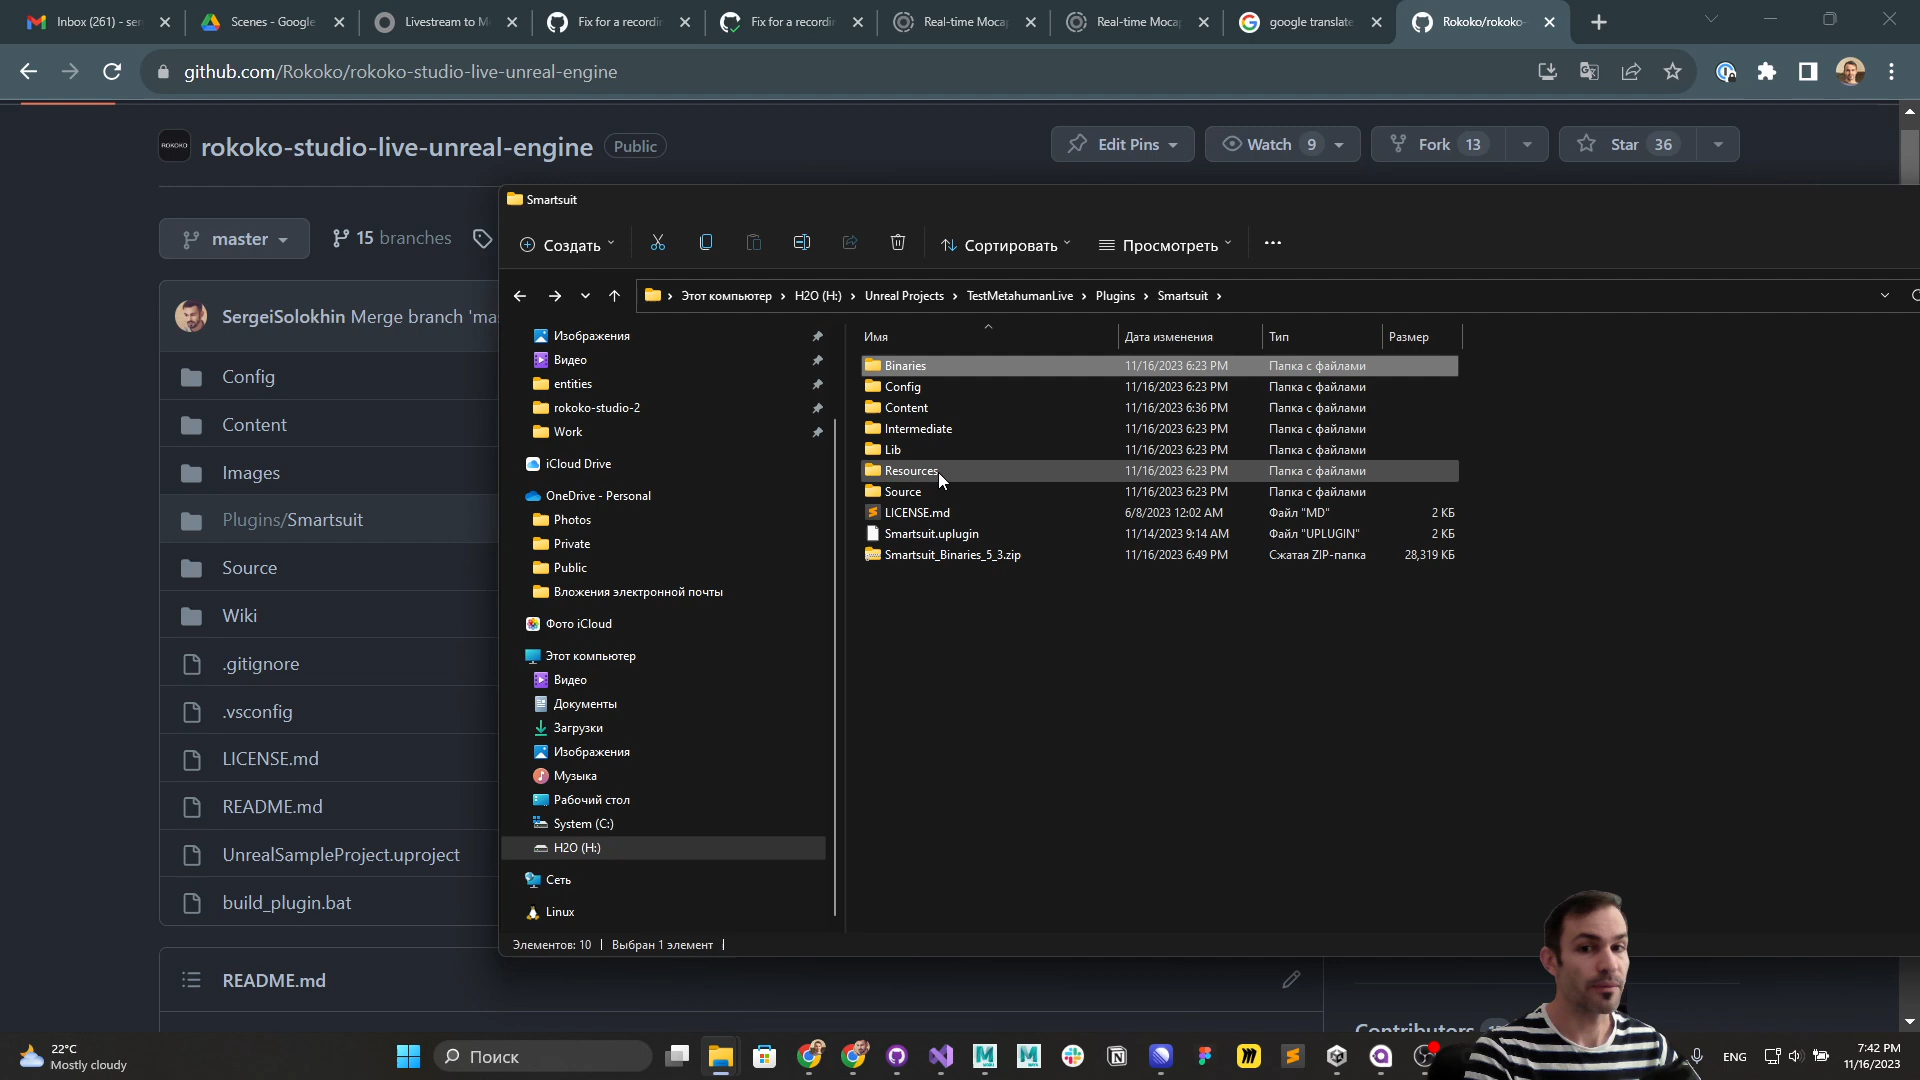 Inbox (261) - se
Scenes - Google
Livestream to M
Fix for a recordin
Fix for a recordin
Real-time Mocap
Real-time Mocap
google translate
Rokoko/rokoko-
github.com/Rokoko/rokoko-studio-live-unreal-engine
ROKOKO
rokoko-studio-live-unreal-engine
Public
Edit Pins
Watch 9
Fork 13
Star 36
master
15 branches
SergeiSolokhin Merge branch 'mas
Config
Content
Images
Plugins/Smartsuit
Source
Wiki
.gitignore
.vsconfig
LICENSE.md
README.md
UnrealSampleProject.uproject
build_plugin.bat
README.md
Smartsuit
Создать
Сортировать
Просмотреть
Этот компьютер
H2O (H:)
Unreal Projects
TestMetahumanLive
Plugins
Smartsuit
Изображения
Видео
entities
rokoko-studio-2
Work
iCloud Drive
OneDrive - Personal
Photos
Private
Public
Вложения электронной почты
Фото iCloud
Этот компьютер
Видео
Документы
Загрузки
Изображения
Музыка
Рабочий стол
System (C:)
H2O (H:)
Сеть
Linux
Имя Дата изменения Тип Размер
Binaries 11/16/2023 6:23 PM Папка с файлами
Config 11/16/2023 6:23 PM Папка с файлами
Content 11/16/2023 6:36 PM Папка с файлами
Intermediate 11/16/2023 6:23 PM Папка с файлами
Lib 11/16/2023 6:23 PM Папка с файлами
Resources 11/16/2023 6:23 PM Папка с файлами
Source 11/16/2023 6:23 PM Папка с файлами
LICENSE.md 6/8/2023 12:02 AM Файл "MD" 2 КБ
Smartsuit.uplugin 11/14/2023 9:14 AM Файл "UPLUGIN" 2 КБ
Smartsuit_Binaries_5_3.zip 11/16/2023 6:49 PM Сжатая ZIP-папка 28,319 КБ
Элементов: 10
Выбран 1 элемент
Contributors
22°C
Mostly cloudy
Поиск
ENG
7:42 PM
11/16/2023